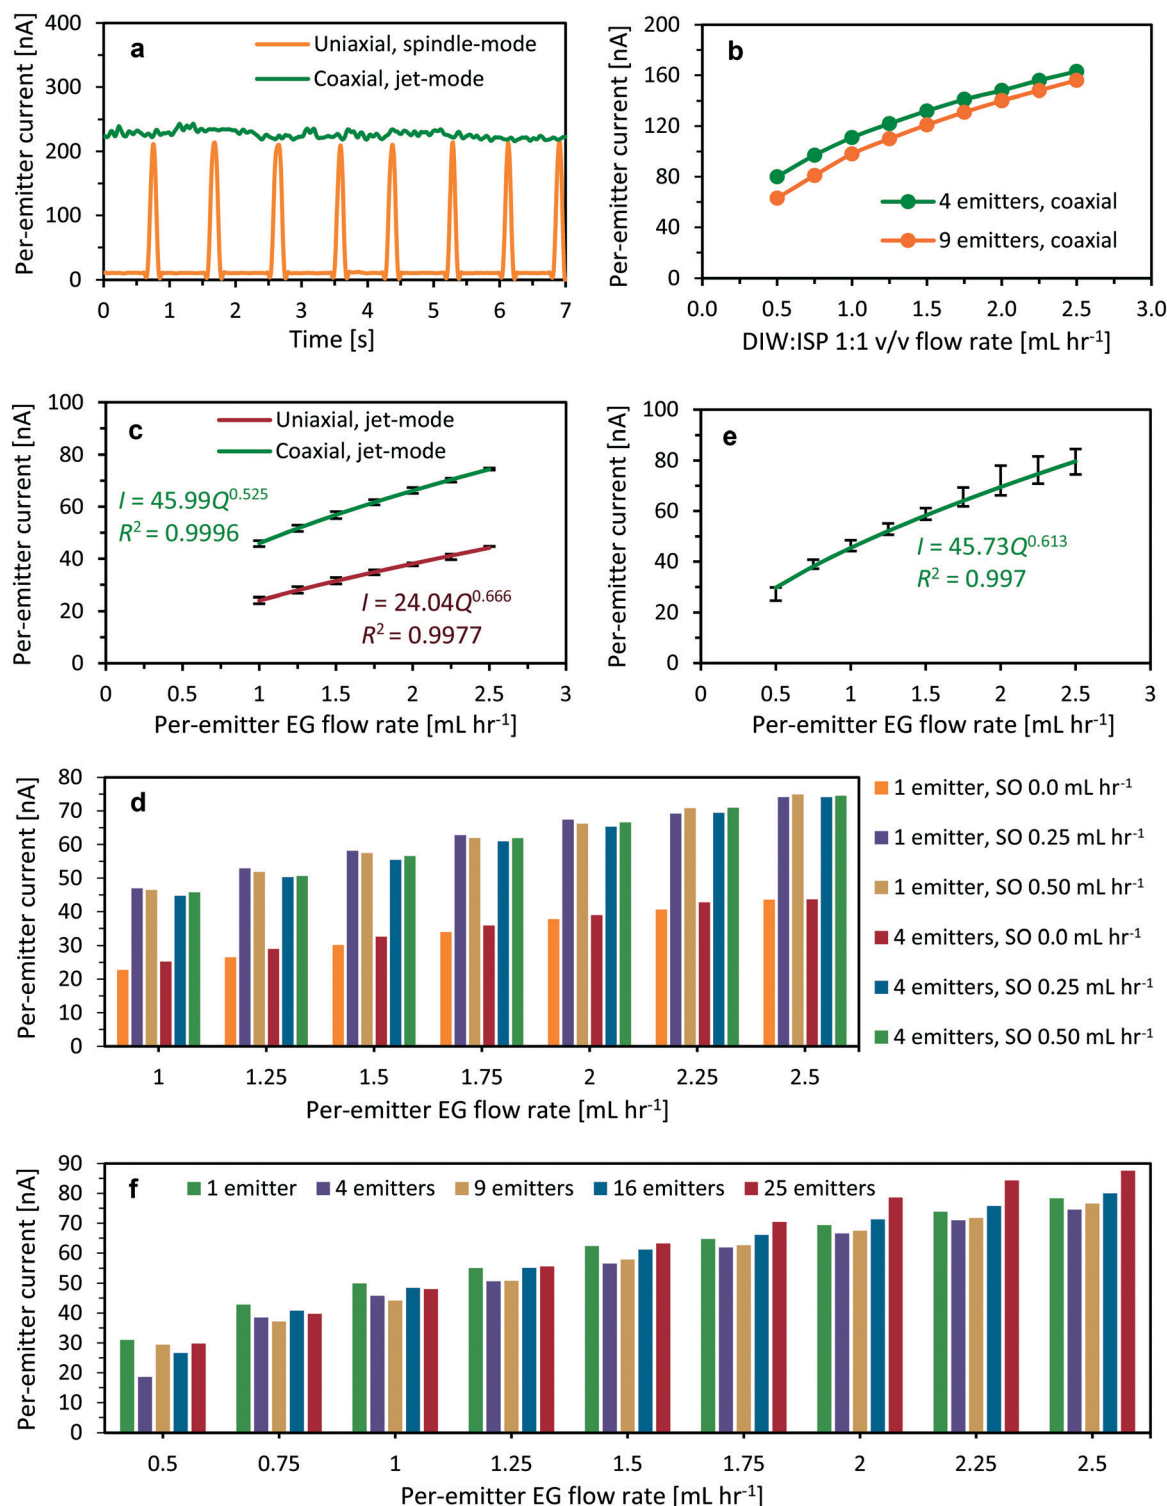 a
Uniaxial, spindle-mode
Coaxial, jet-mode
Per-emitter current [nA]
400
300
200
100
0
0 1 2 3 4 5 6 7
Time [s]
b
Per-emitter current [nA]
200
160
120
80
40
0
4 emitters, coaxial
9 emitters, coaxial
0.0 0.5 1.0 1.5 2.0 2.5 3.0
DIW:ISP 1:1 v/v flow rate [mL hr⁻¹]
c
Uniaxial, jet-mode
Coaxial, jet-mode
Per-emitter current [nA]
100
80
60
40
20
0
I = 45.99Q^0.525
R² = 0.9996
I = 24.04Q^0.666
R² = 0.9977
0 0.5 1 1.5 2 2.5 3
Per-emitter EG flow rate [mL hr⁻¹]
e
Per-emitter current [nA]
100
80
60
40
20
0
I = 45.73Q^0.613
R² = 0.997
0 0.5 1 1.5 2 2.5 3
Per-emitter EG flow rate [mL hr⁻¹]
d
Per-emitter current [nA]
80
70
60
50
40
30
20
10
0
1 1.25 1.5 1.75 2 2.25 2.5
Per-emitter EG flow rate [mL hr⁻¹]
1 emitter, SO 0.0 mL hr⁻¹
1 emitter, SO 0.25 mL hr⁻¹
1 emitter, SO 0.50 mL hr⁻¹
4 emitters, SO 0.0 mL hr⁻¹
4 emitters, SO 0.25 mL hr⁻¹
4 emitters, SO 0.50 mL hr⁻¹
f
1 emitter 4 emitters 9 emitters 16 emitters 25 emitters
Per-emitter current [nA]
90
80
70
60
50
40
30
20
10
0
0.5 0.75 1 1.25 1.5 1.75 2 2.25 2.5
Per-emitter EG flow rate [mL hr⁻¹]